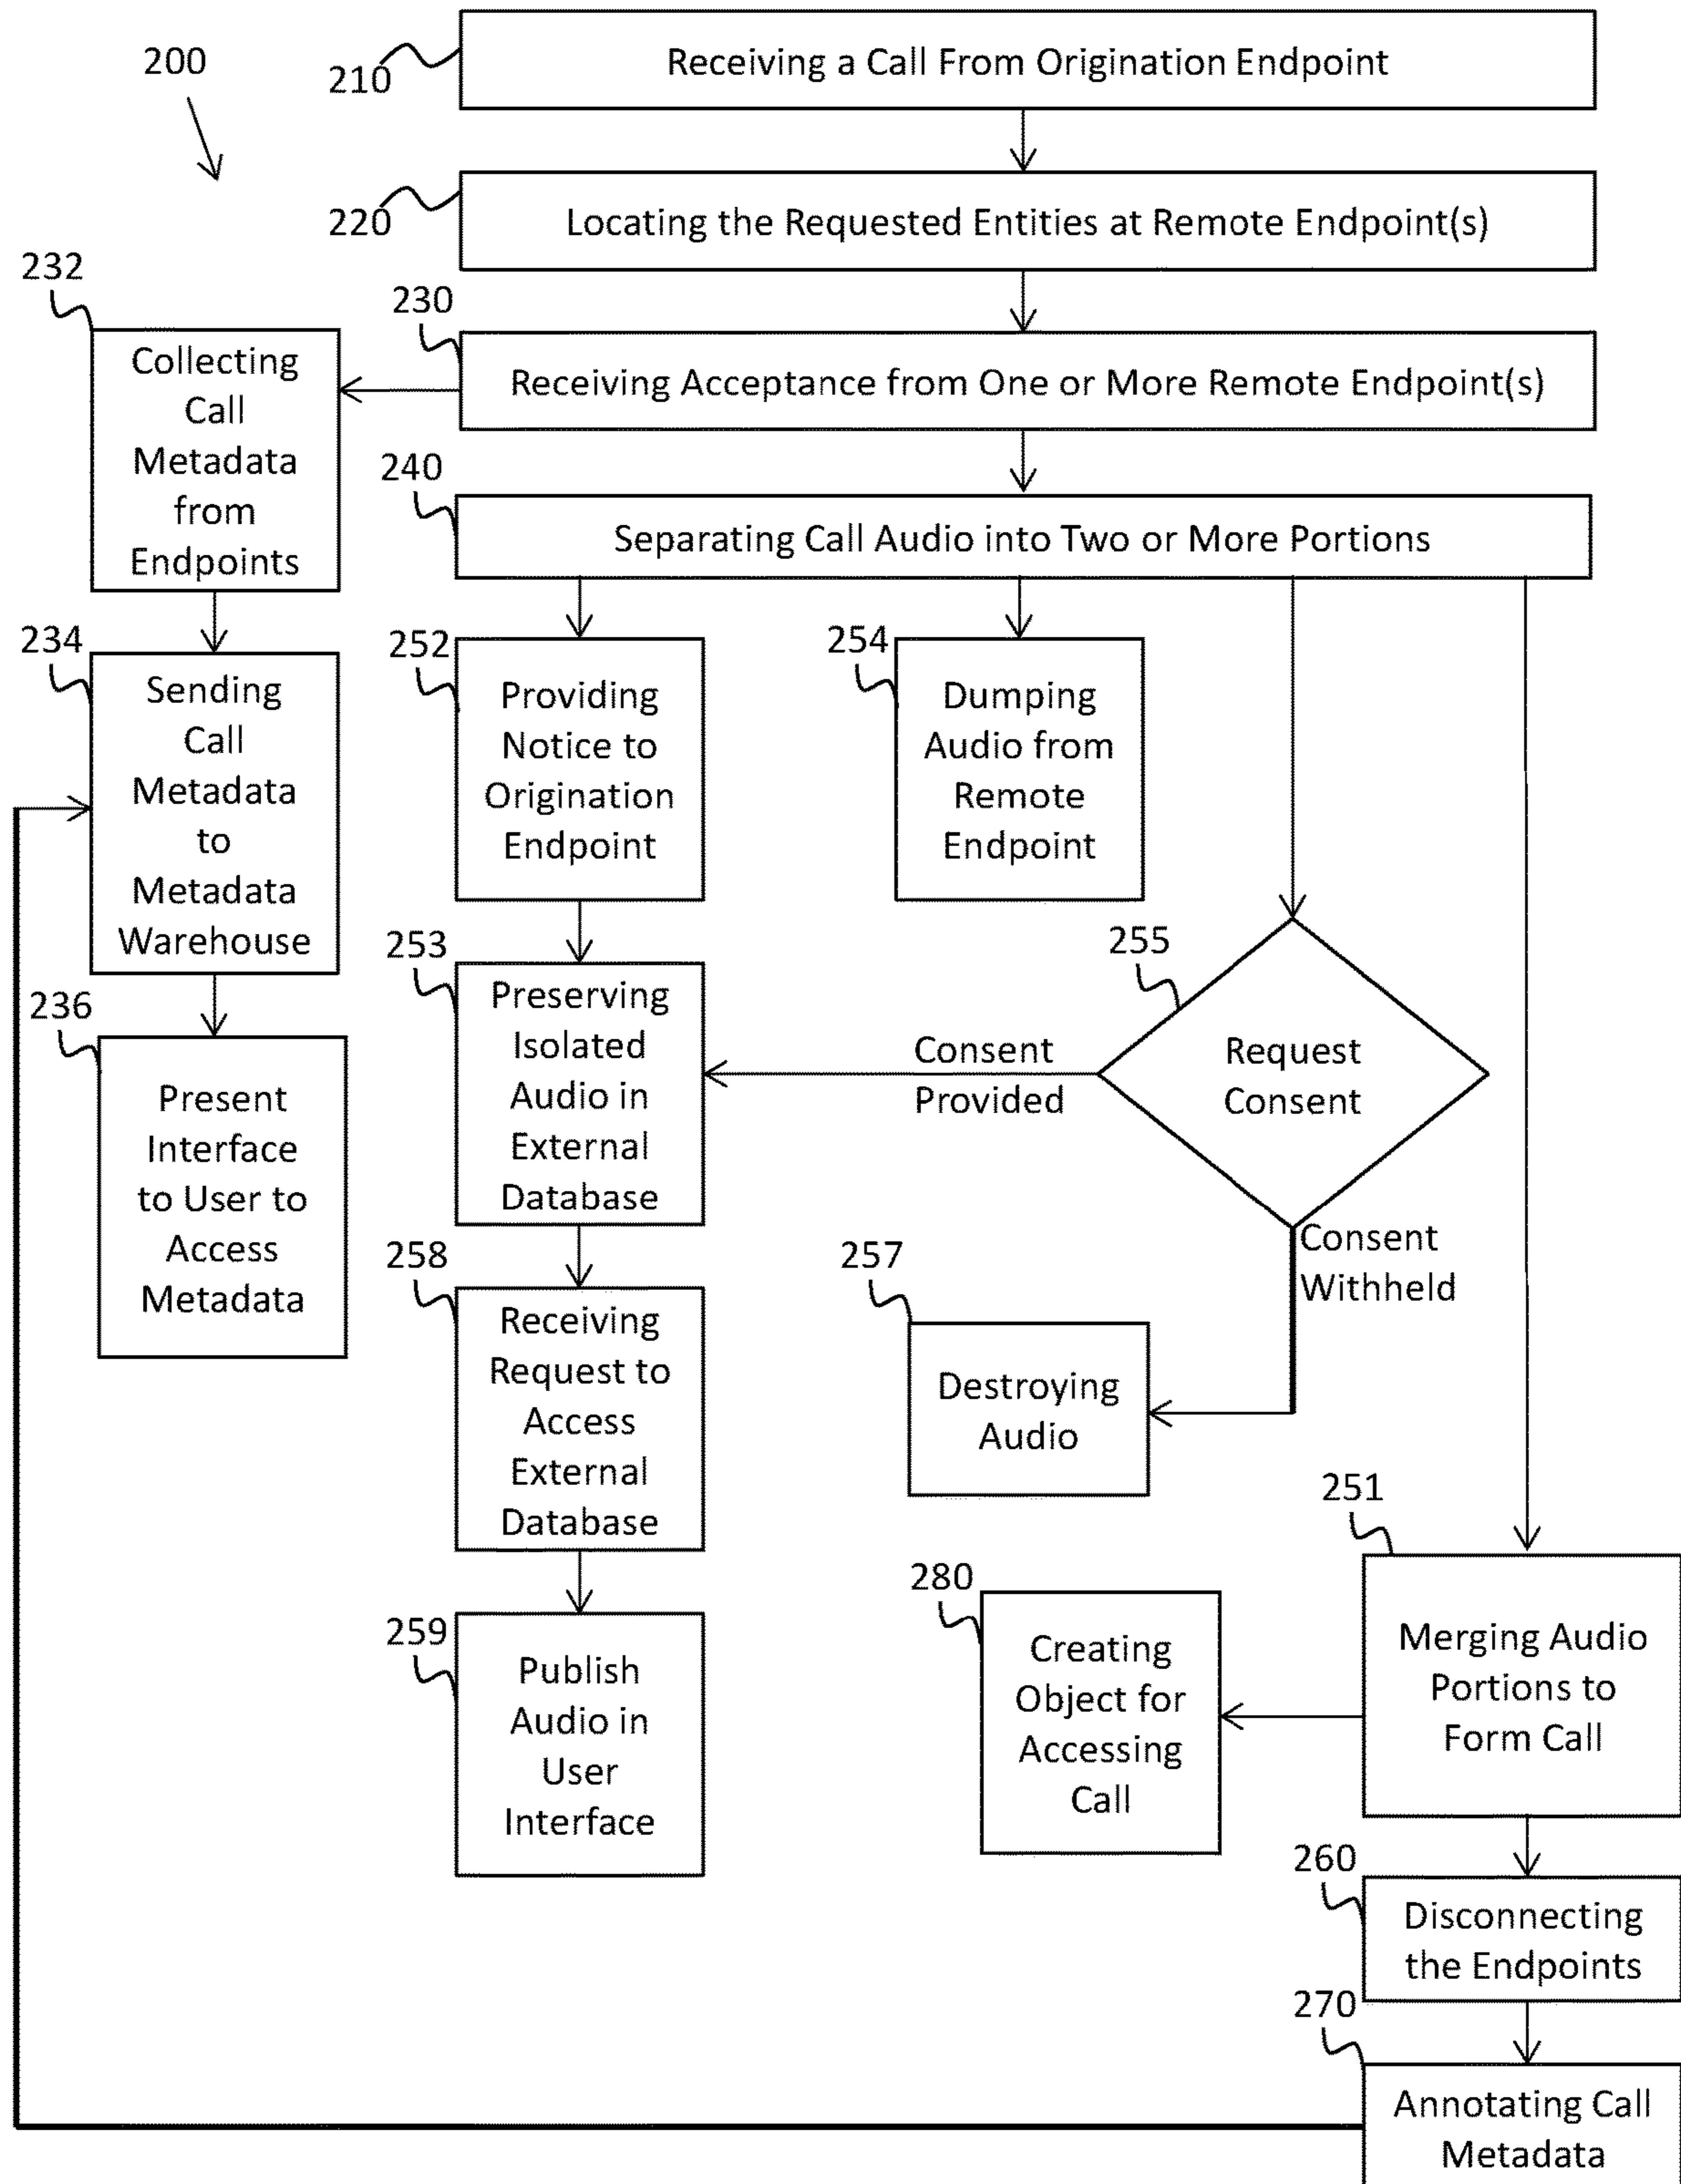 200
210
Receiving a Call From Origination Endpoint
220
Locating the Requested Entities at Remote Endpoint(s)
232
Collecting
Call
Metadata
from
Endpoints
230
Receiving Acceptance from One or More Remote Endpoint(s)
240
Separating Call Audio into Two or More Portions
234
Sending
Call
Metadata
to
Metadata
Warehouse
252
Providing
Notice to
Origination
Endpoint
254
Dumping
Audio from
Remote
Endpoint
236
Present
Interface
to User to
Access
Metadata
253
Preserving
Isolated
Audio in
External
Database
255
Request
Consent
Consent
Provided
Consent
Withheld
258
Receiving
Request to
Access
External
Database
257
Destroying
Audio
251
Merging Audio
Portions to
Form Call
259
Publish
Audio in
User
Interface
280
Creating
Object for
Accessing
Call
260
Disconnecting
the Endpoints
270
Annotating Call
Metadata